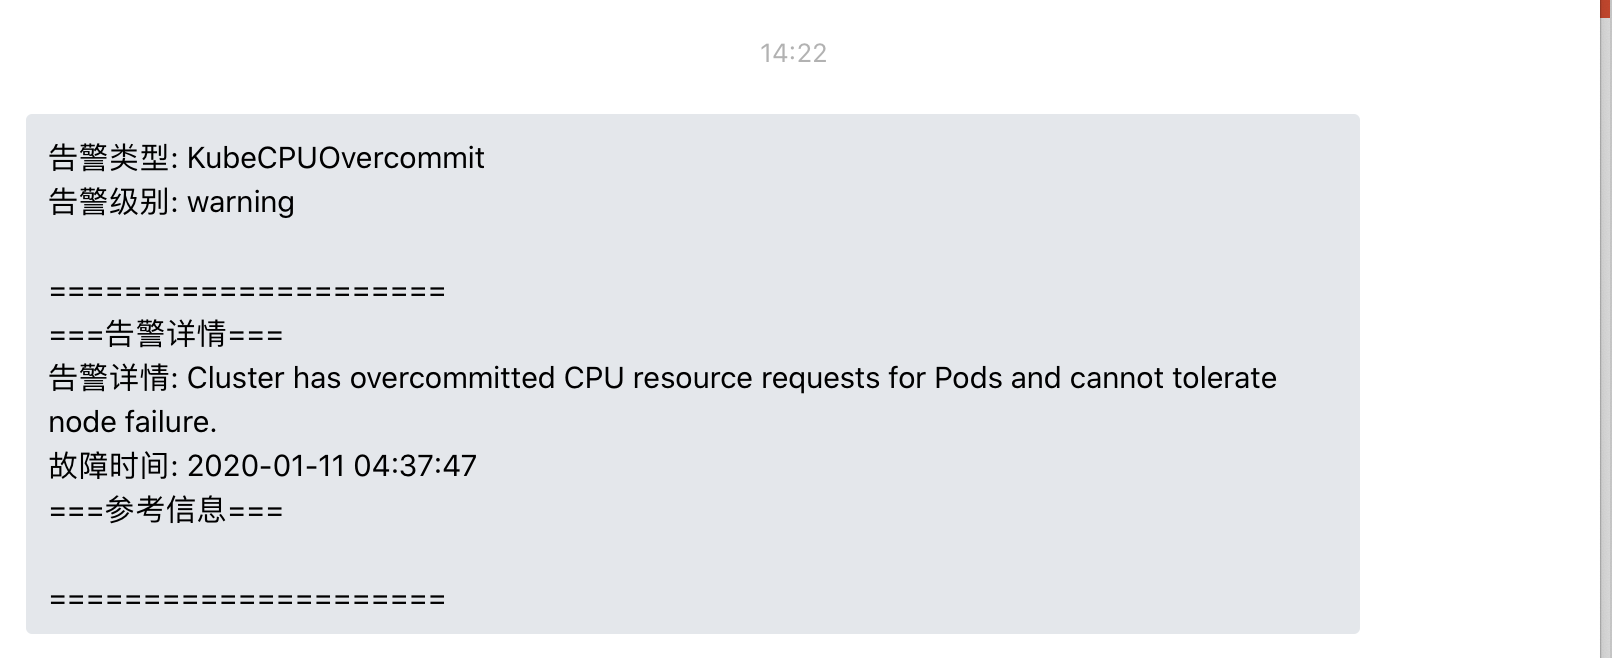 14:22
告警类型: KubeCPUOvercommit
告警级别: warning
=====================
===告警详情===
告警详情: Cluster has overcommitted CPU resource requests for Pods and cannot tolerate
node failure.
故障时间: 2020-01-11 04:37:47
===参考信息===
=====================